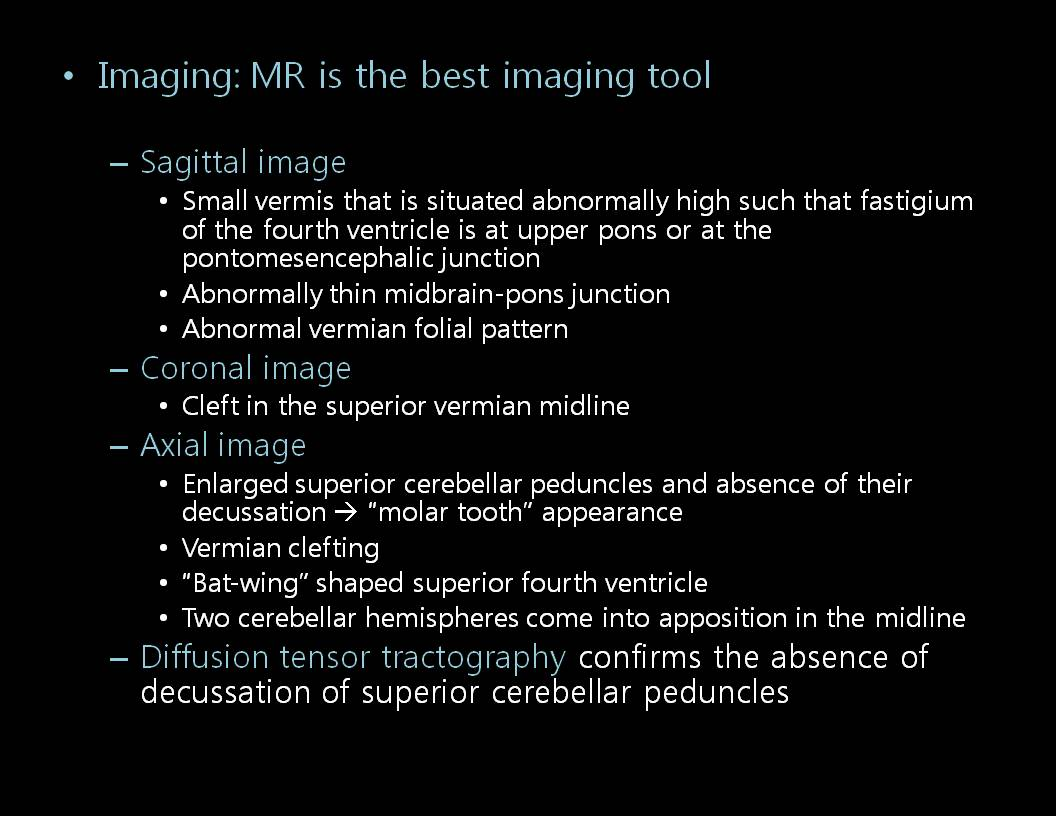 • Imaging: MR is the best imaging tool
– Sagittal image
• Small vermis that is situated abnormally high such that fastigium
of the fourth ventricle is at upper pons or at the
pontomesencephalic junction
• Abnormally thin midbrain-pons junction
• Abnormal vermian folial pattern
– Coronal image
• Cleft in the superior vermian midline
– Axial image
• Enlarged superior cerebellar peduncles and absence of their
decussation → “molar tooth” appearance
• Vermian clefting
• “Bat-wing” shaped superior fourth ventricle
• Two cerebellar hemispheres come into apposition in the midline
– Diffusion tensor tractography confirms the absence of
decussation of superior cerebellar peduncles